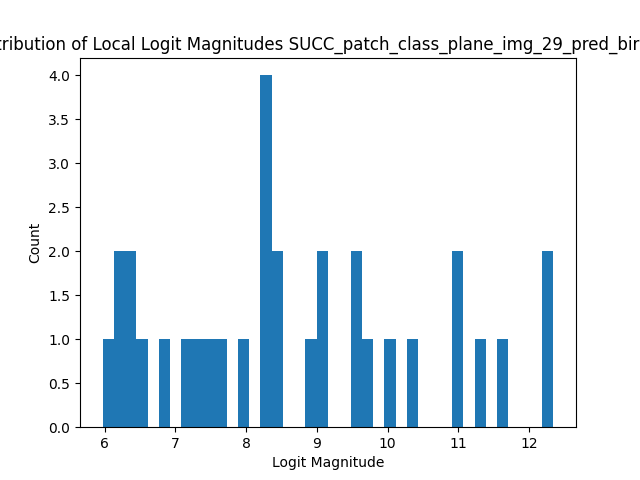 tribution of Local Logit Magnitudes SUCC_patch_class_plane_img_29_pred_bir
4.0
3.5
3.0
2.5
2.0
1.5
1.0
0.5
0.0
Count
6 7 8 9 10 11 12
Logit Magnitude